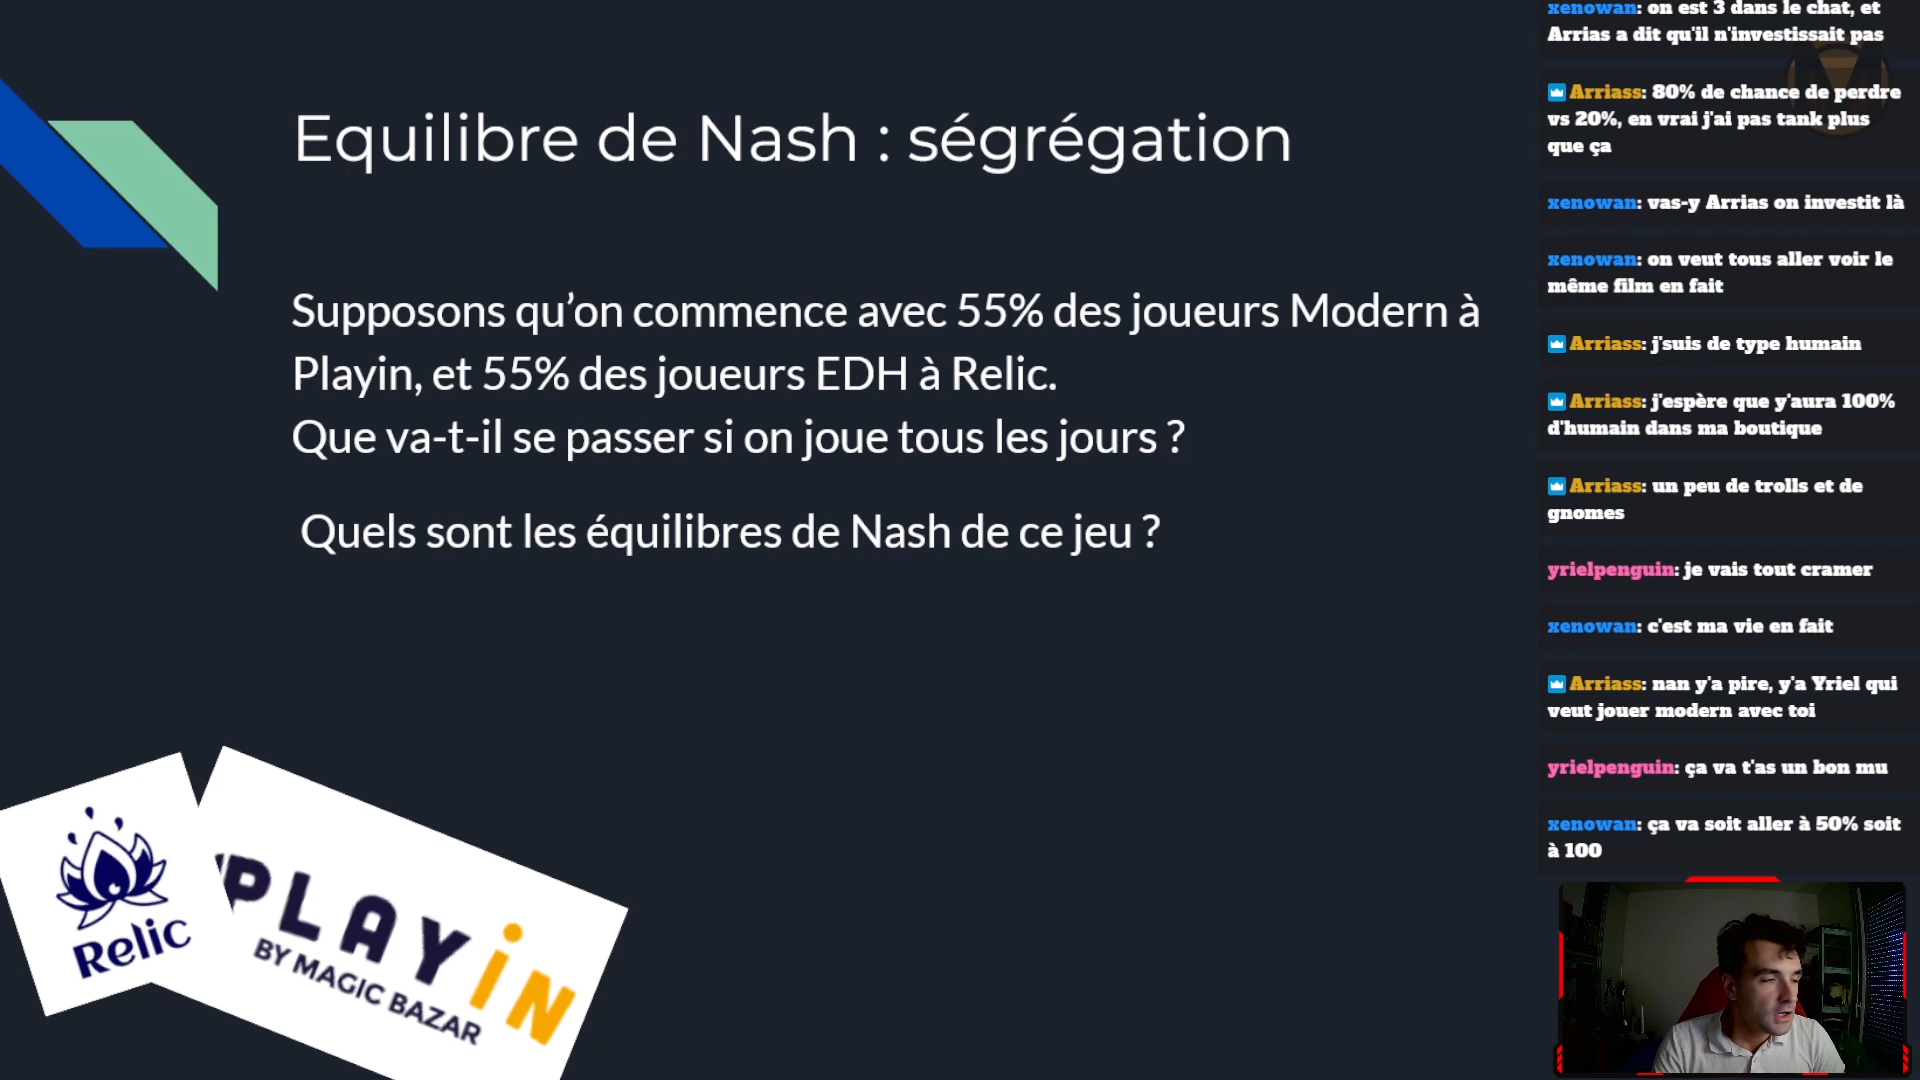 Equilibre de Nash : ségrégation
Supposons qu’on commence avec 55% des joueurs Modern à
Playin, et 55% des joueurs EDH à Relic.
Que va-t-il se passer si on joue tous les jours ?
Quels sont les équilibres de Nash de ce jeu ?
Relic
PLAYiN
BY MAGIC BAZAR
xenowan: on est 3 dans le chat, et
Arrias a dit qu'il n'investissait pas
Arriass: 80% de chance de perdre
vs 20%, en vrai j'ai pas tank plus
que ça
xenowan: vas-y Arrias on investit là
xenowan: on veut tous aller voir le
même film en fait
Arriass: j'suis de type humain
Arriass: j'espère que y'aura 100%
d'humain dans ma boutique
Arriass: un peu de trolls et de
gnomes
yrielpenguin: je vais tout cramer
xenowan: c'est ma vie en fait
Arriass: nan y'a pire, y'a Yriel qui
veut jouer modern avec toi
yrielpenguin: ça va t'as un bon mu
xenowan: ça va soit aller à 50% soit
à 100